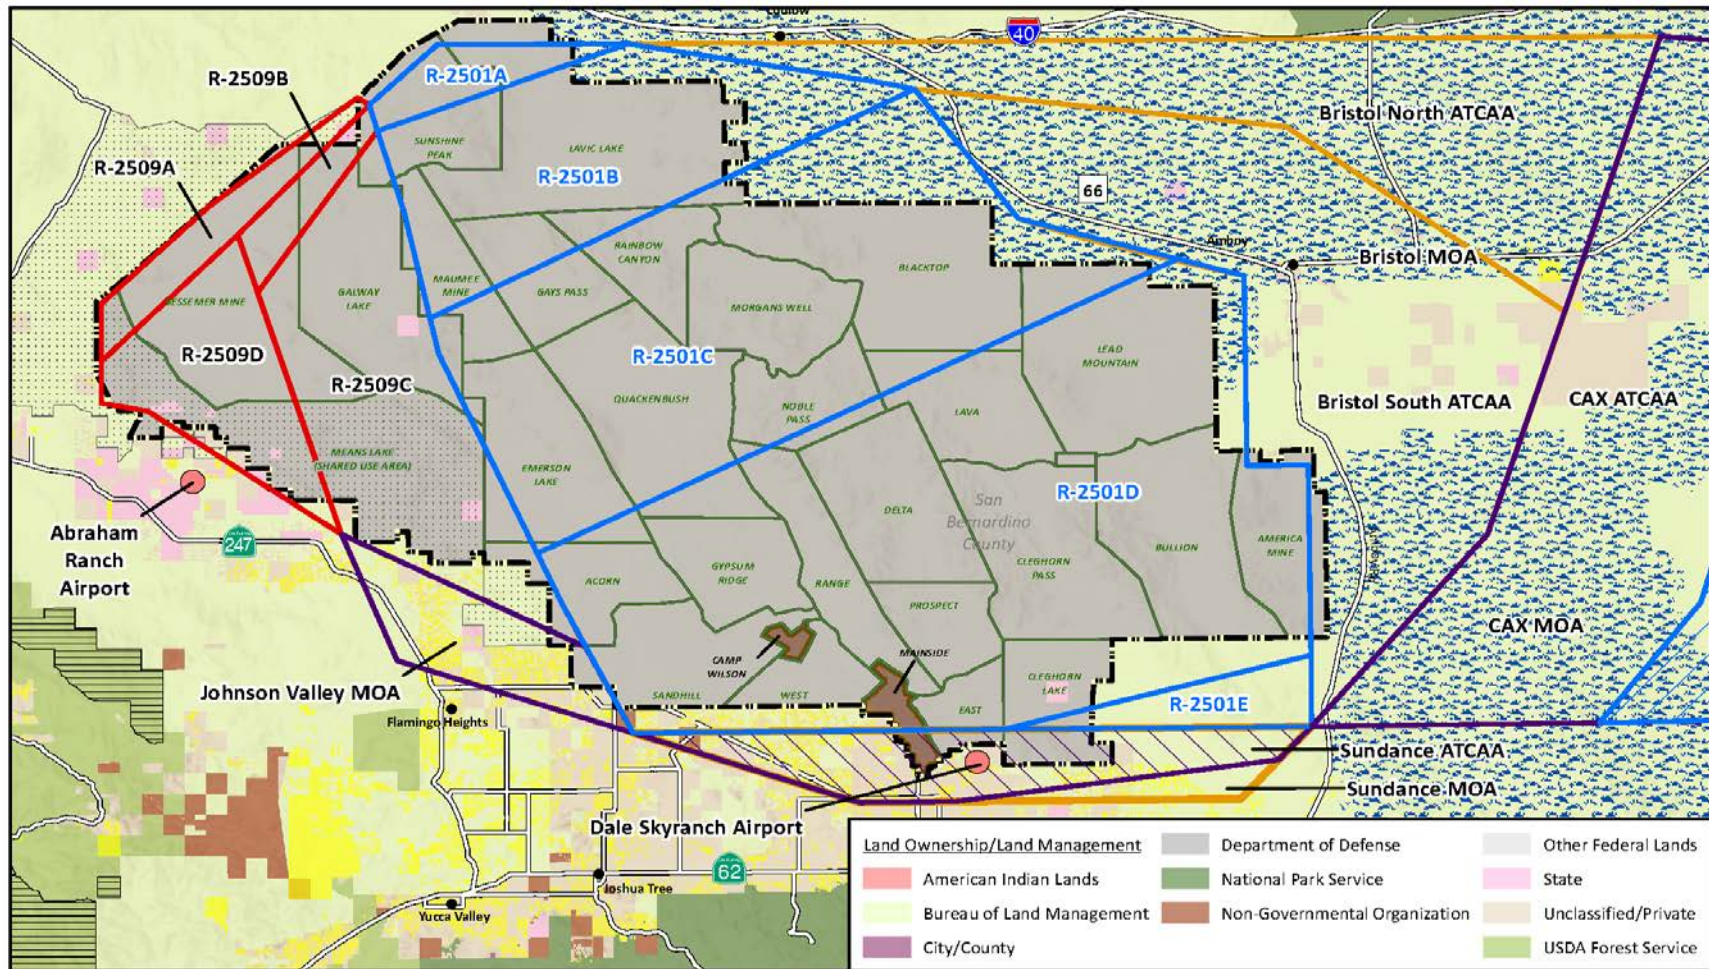 Ludlow
40
R-2509B
R-2501A
Bristol North ATCAA
SUNSHINE
PEAK
LAVIC LAKE
R-2509A
R-2501B
66
RAINBOW
CANYON
Amboy
Bristol MOA
BLACKTOP
MAUMEE
MINE
GAYS PASS
GALWAY
LAKE
BESSEMER MINE
MORGANS WELL
R-2509D
R-2501C
LEAD
MOUNTAIN
R-2509C
QUACKENBUSH
NOBLE
PASS
LAVA
Bristol South ATCAA
CAX ATCAA
MEANS LAKE
(SHARED USE AREA)
EMERSON
LAKE
R-2501D
San
Bernardino
County
DELTA
Abraham
Ranch
Airport
247
AMERICA
MINE
BULLION
CLEGHORN
PASS
GYPSUM
RIDGE
ACORN
RANGE
PROSPECT
CAX MOA
MAINSIDE
CAMP
WILSON
CLEGHORN
LAKE
Johnson Valley MOA
SANDHILL
WEST
EAST
R-2501E
Flamingo Heights
Sundance ATCAA
Sundance MOA
Dale Skyranch Airport
62
Joshua Tree
Yucca Valley
Land Ownership/Land Management
American Indian Lands
Bureau of Land Management
City/County
Department of Defense
National Park Service
Non-Governmental Organization
Other Federal Lands
State
Unclassified/Private
USDA Forest Service